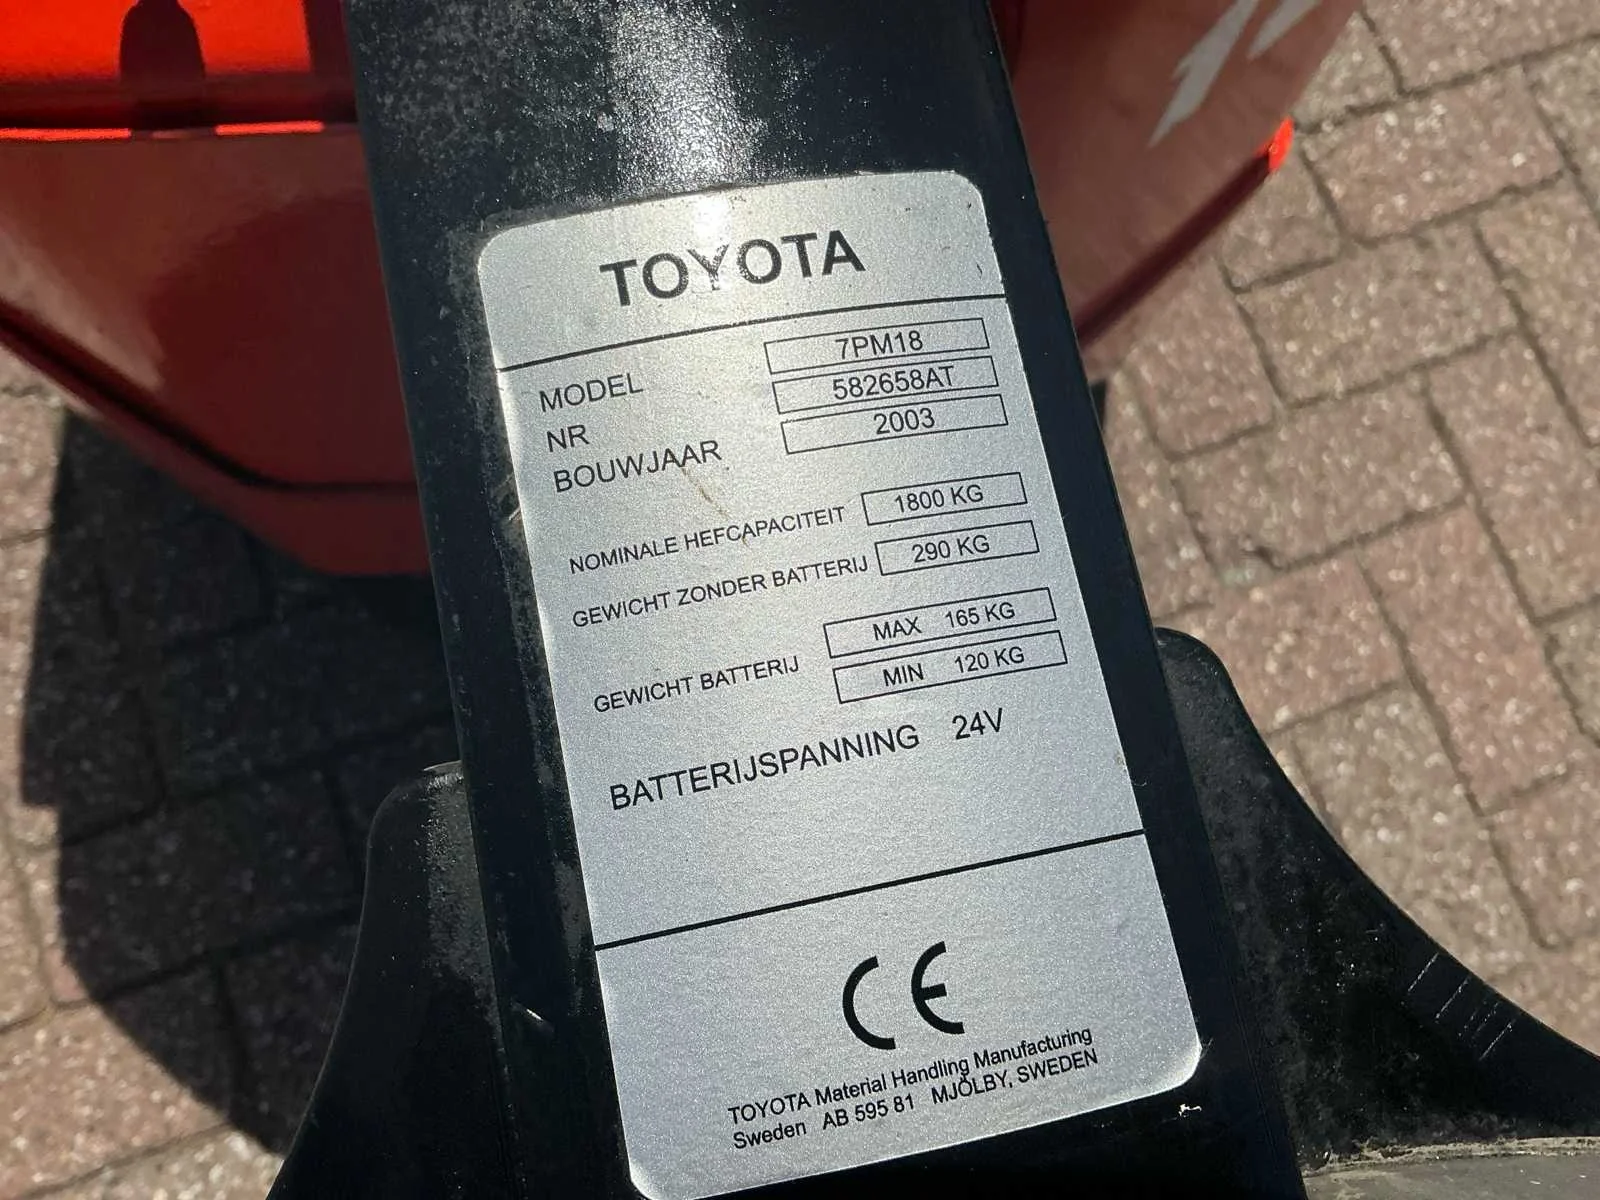 TOYOTA
MODEL 7PM18
NR 582658AT
BOUWJAAR 2003
NOMINALE HEFCAPACITEIT 1800 KG
GEWICHT ZONDER BATTERIJ 290 KG
GEWICHT BATTERIJ MAX 165 KG
MIN 120 KG
BATTERIJSPANNING 24V
CE
TOYOTA Material Handling Manufacturing
Sweden AB 595 81 MJÖLBY, SWEDEN